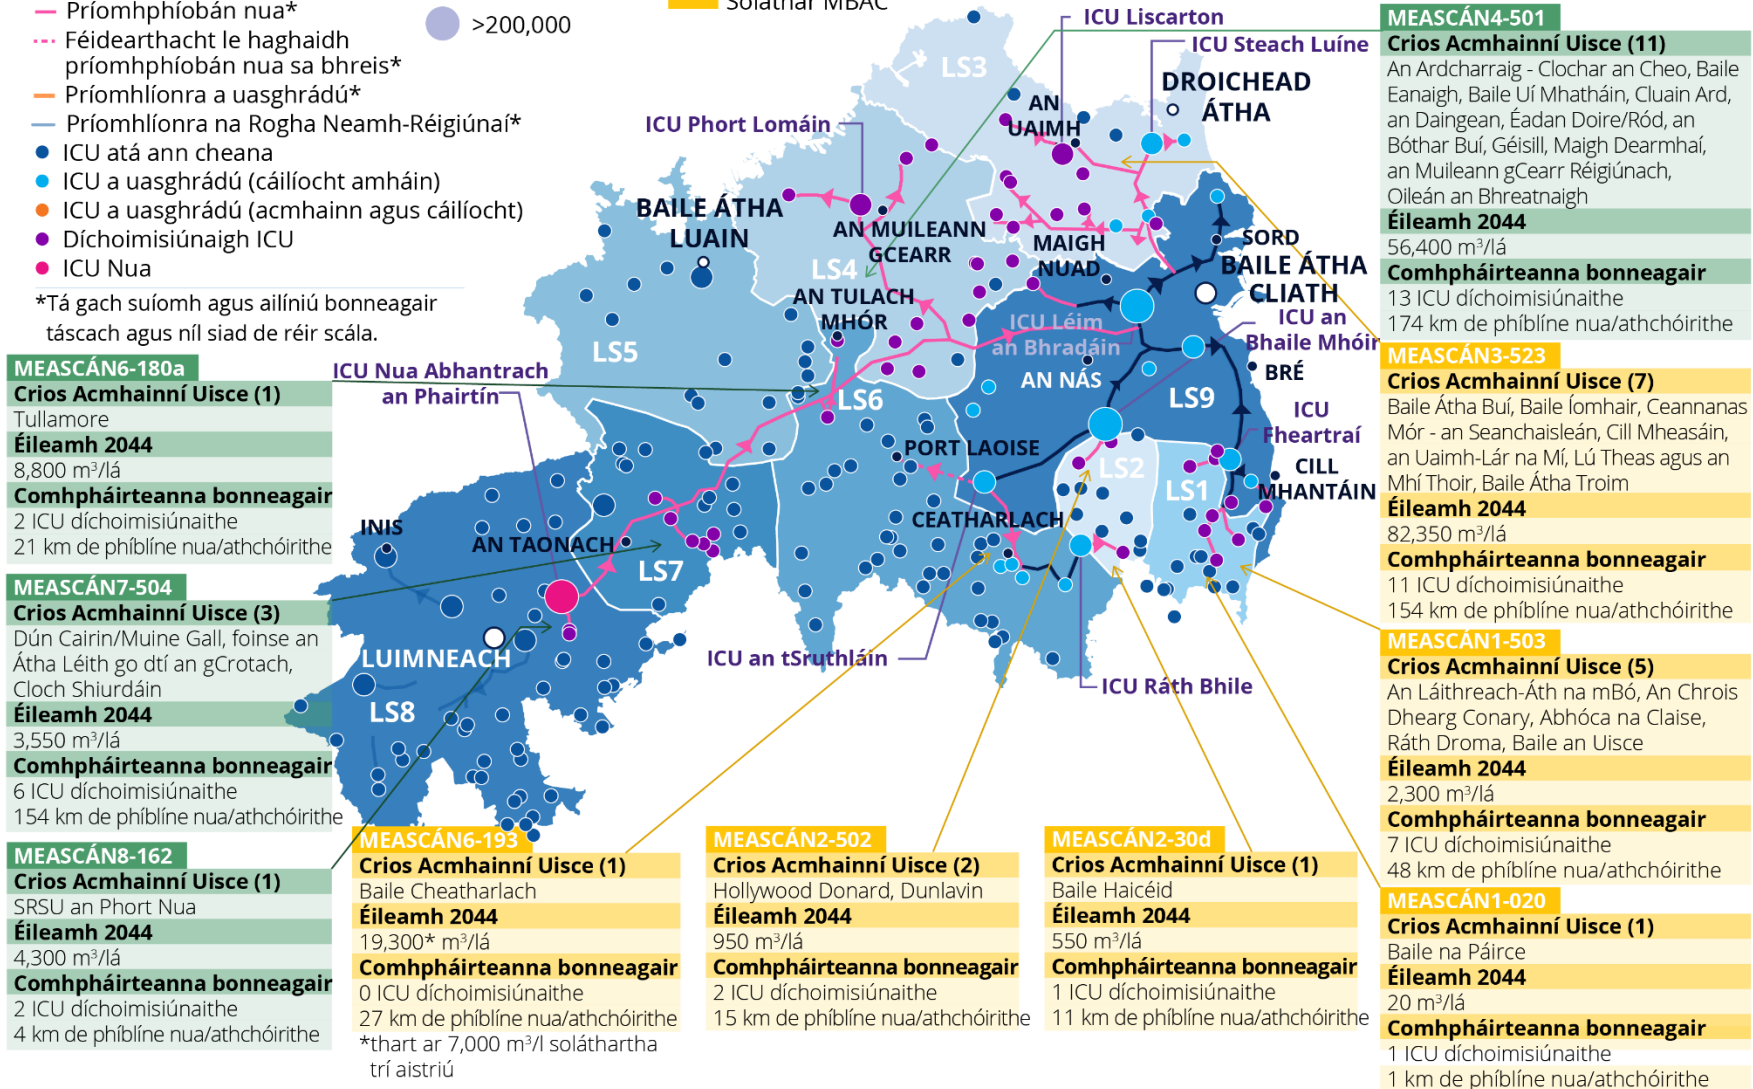 Príomhphíobán nua*
Féidearthacht le haghaidh
príomhphíobán nua sa bhreis*
Príomhlíonra a uasghrádú*
Príomhlíonra na Rogha Neamh-Réigiúnaí*
ICU atá ann cheana
ICU a uasghrádú (cáilíocht amháin)
ICU a uasghrádú (acmhainn agus cáilíocht)
Díchoimisiúnaigh ICU
ICU Nua
*Tá gach suíomh agus ailíniú bonneagair
táscach agus níl siad de réir scála.
>200,000
Soláthar MBAC
ICU Liscarton
ICU Steach Luíne
DROICHEAD
ÁTHA
LS3
AN
UAIMH
ICU Phort Lomáin
BAILE ÁTHA
LUAIN
AN MUILEANN
GCEARR
LS4
MAIGH
NUAD
SORD
BAILE ÁTHA
CLIATH
AN TULACH
MHÓR
ICU Léim
an Bhradáin
ICU an
Bhaile Mhóir
LS5
AN NÁS
BRÉ
LS9
LS6
ICU Nua Abhantrach
an Phairtín
ICU
Fheartraí
PORT LAOISE
LS2
LS1
CILL
MHANTÁIN
CEATHARLACH
INIS
AN TAONACH
LS7
LUIMNEACH
LS8
ICU an tSruthláin
ICU Ráth Bhile
MEASCÁN6-180a
Crios Acmhainní Uisce (1)
Tullamore
Éileamh 2044
8,800 m³/lá
Comhpháirteanna bonneagair
2 ICU díchoimisiúnaithe
21 km de phíblíne nua/athchóirithe
MEASCÁN7-504
Crios Acmhainní Uisce (3)
Dún Cairin/Muine Gall, foinse an
Átha Léith go dtí an gCrotach,
Cloch Shiurdáin
Éileamh 2044
3,550 m³/lá
Comhpháirteanna bonneagair
6 ICU díchoimisiúnaithe
154 km de phíblíne nua/athchóirithe
MEASCÁN8-162
Crios Acmhainní Uisce (1)
SRSU an Phort Nua
Éileamh 2044
4,300 m³/lá
Comhpháirteanna bonneagair
2 ICU díchoimisiúnaithe
4 km de phíblíne nua/athchóirithe
MEASCÁN6-193
Crios Acmhainní Uisce (1)
Baile Cheatharlach
Éileamh 2044
19,300* m³/lá
Comhpháirteanna bonneagair
0 ICU díchoimisiúnaithe
27 km de phíblíne nua/athchóirithe
*thart ar 7,000 m³/l soláthartha
trí aistriú
MEASCÁN2-502
Crios Acmhainní Uisce (2)
Hollywood Donard, Dunlavin
Éileamh 2044
950 m³/lá
Comhpháirteanna bonneagair
2 ICU díchoimisiúnaithe
15 km de phíblíne nua/athchóirithe
MEASCÁN2-30d
Crios Acmhainní Uisce (1)
Baile Haicéid
Éileamh 2044
550 m³/lá
Comhpháirteanna bonneagair
1 ICU díchoimisiúnaithe
11 km de phíblíne nua/athchóirithe
MEASCÁN4-501
Crios Acmhainní Uisce (11)
An Ardcharraig - Clochar an Cheo, Baile
Eanaigh, Baile Uí Mhatháin, Cluain Ard,
an Daingean, Éadan Doire/Ród, an
Bóthar Buí, Géisill, Maigh Dearmhaí,
an Muileann gCearr Réigiúnach,
Oileán an Bhreatnaigh
Éileamh 2044
56,400 m³/lá
Comhpháirteanna bonneagair
13 ICU díchoimisiúnaithe
174 km de phíblíne nua/athchóirithe
MEASCÁN3-523
Crios Acmhainní Uisce (7)
Baile Átha Buí, Baile Íomhair, Ceannanas
Mór - an Seanchaisleán, Cill Mheasáin,
an Uaimh-Lár na Mí, Lú Theas agus an
Mhí Thoir, Baile Átha Troim
Éileamh 2044
82,350 m³/lá
Comhpháirteanna bonneagair
11 ICU díchoimisiúnaithe
154 km de phíblíne nua/athchóirithe
MEASCÁN1-503
Crios Acmhainní Uisce (5)
An Láithreach-Áth na mBó, An Chrois
Dhearg Conary, Abhóca na Claise,
Ráth Droma, Baile an Uisce
Éileamh 2044
2,300 m³/lá
Comhpháirteanna bonneagair
7 ICU díchoimisiúnaithe
48 km de phíblíne nua/athchóirithe
MEASCÁN1-020
Crios Acmhainní Uisce (1)
Baile na Páirce
Éileamh 2044
20 m³/lá
Comhpháirteanna bonneagair
1 ICU díchoimisiúnaithe
1 km de phíblíne nua/athchóirithe